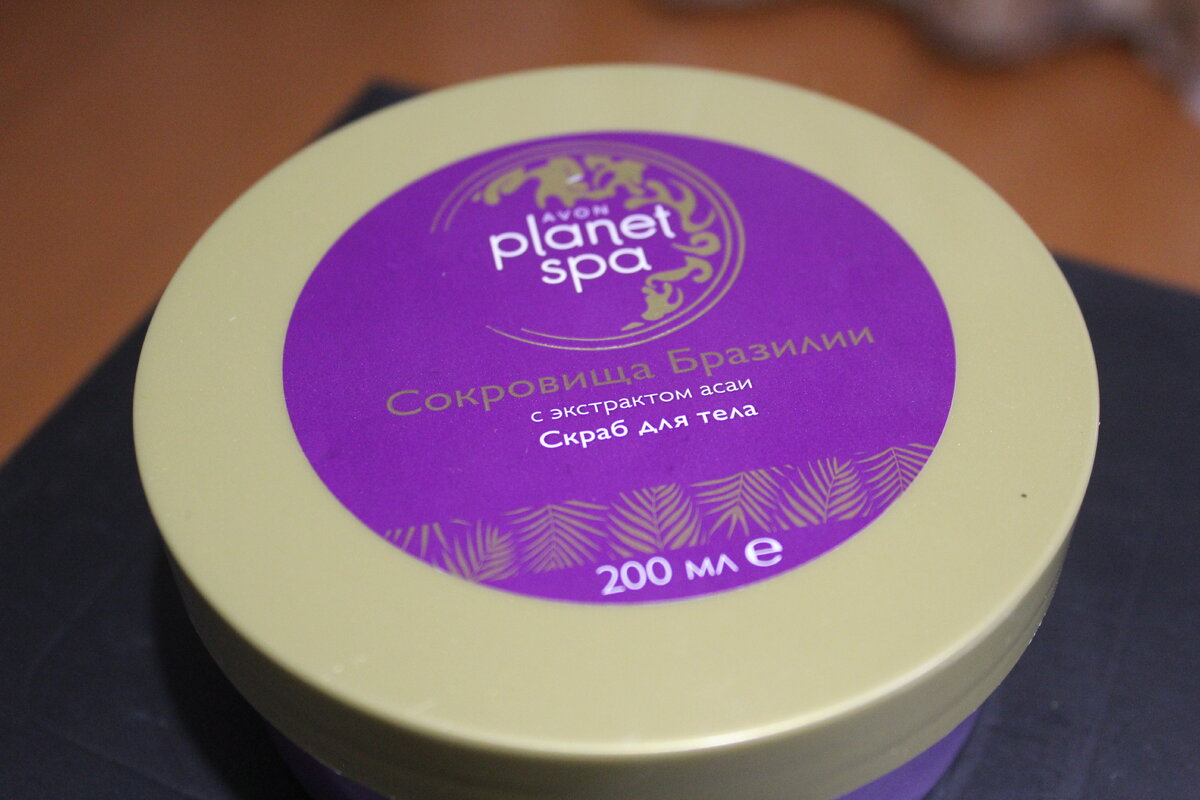 AVON
planet
spa
Сокровища Бразилии
с экстрактом асаи
Скраб для тела
200 мл e